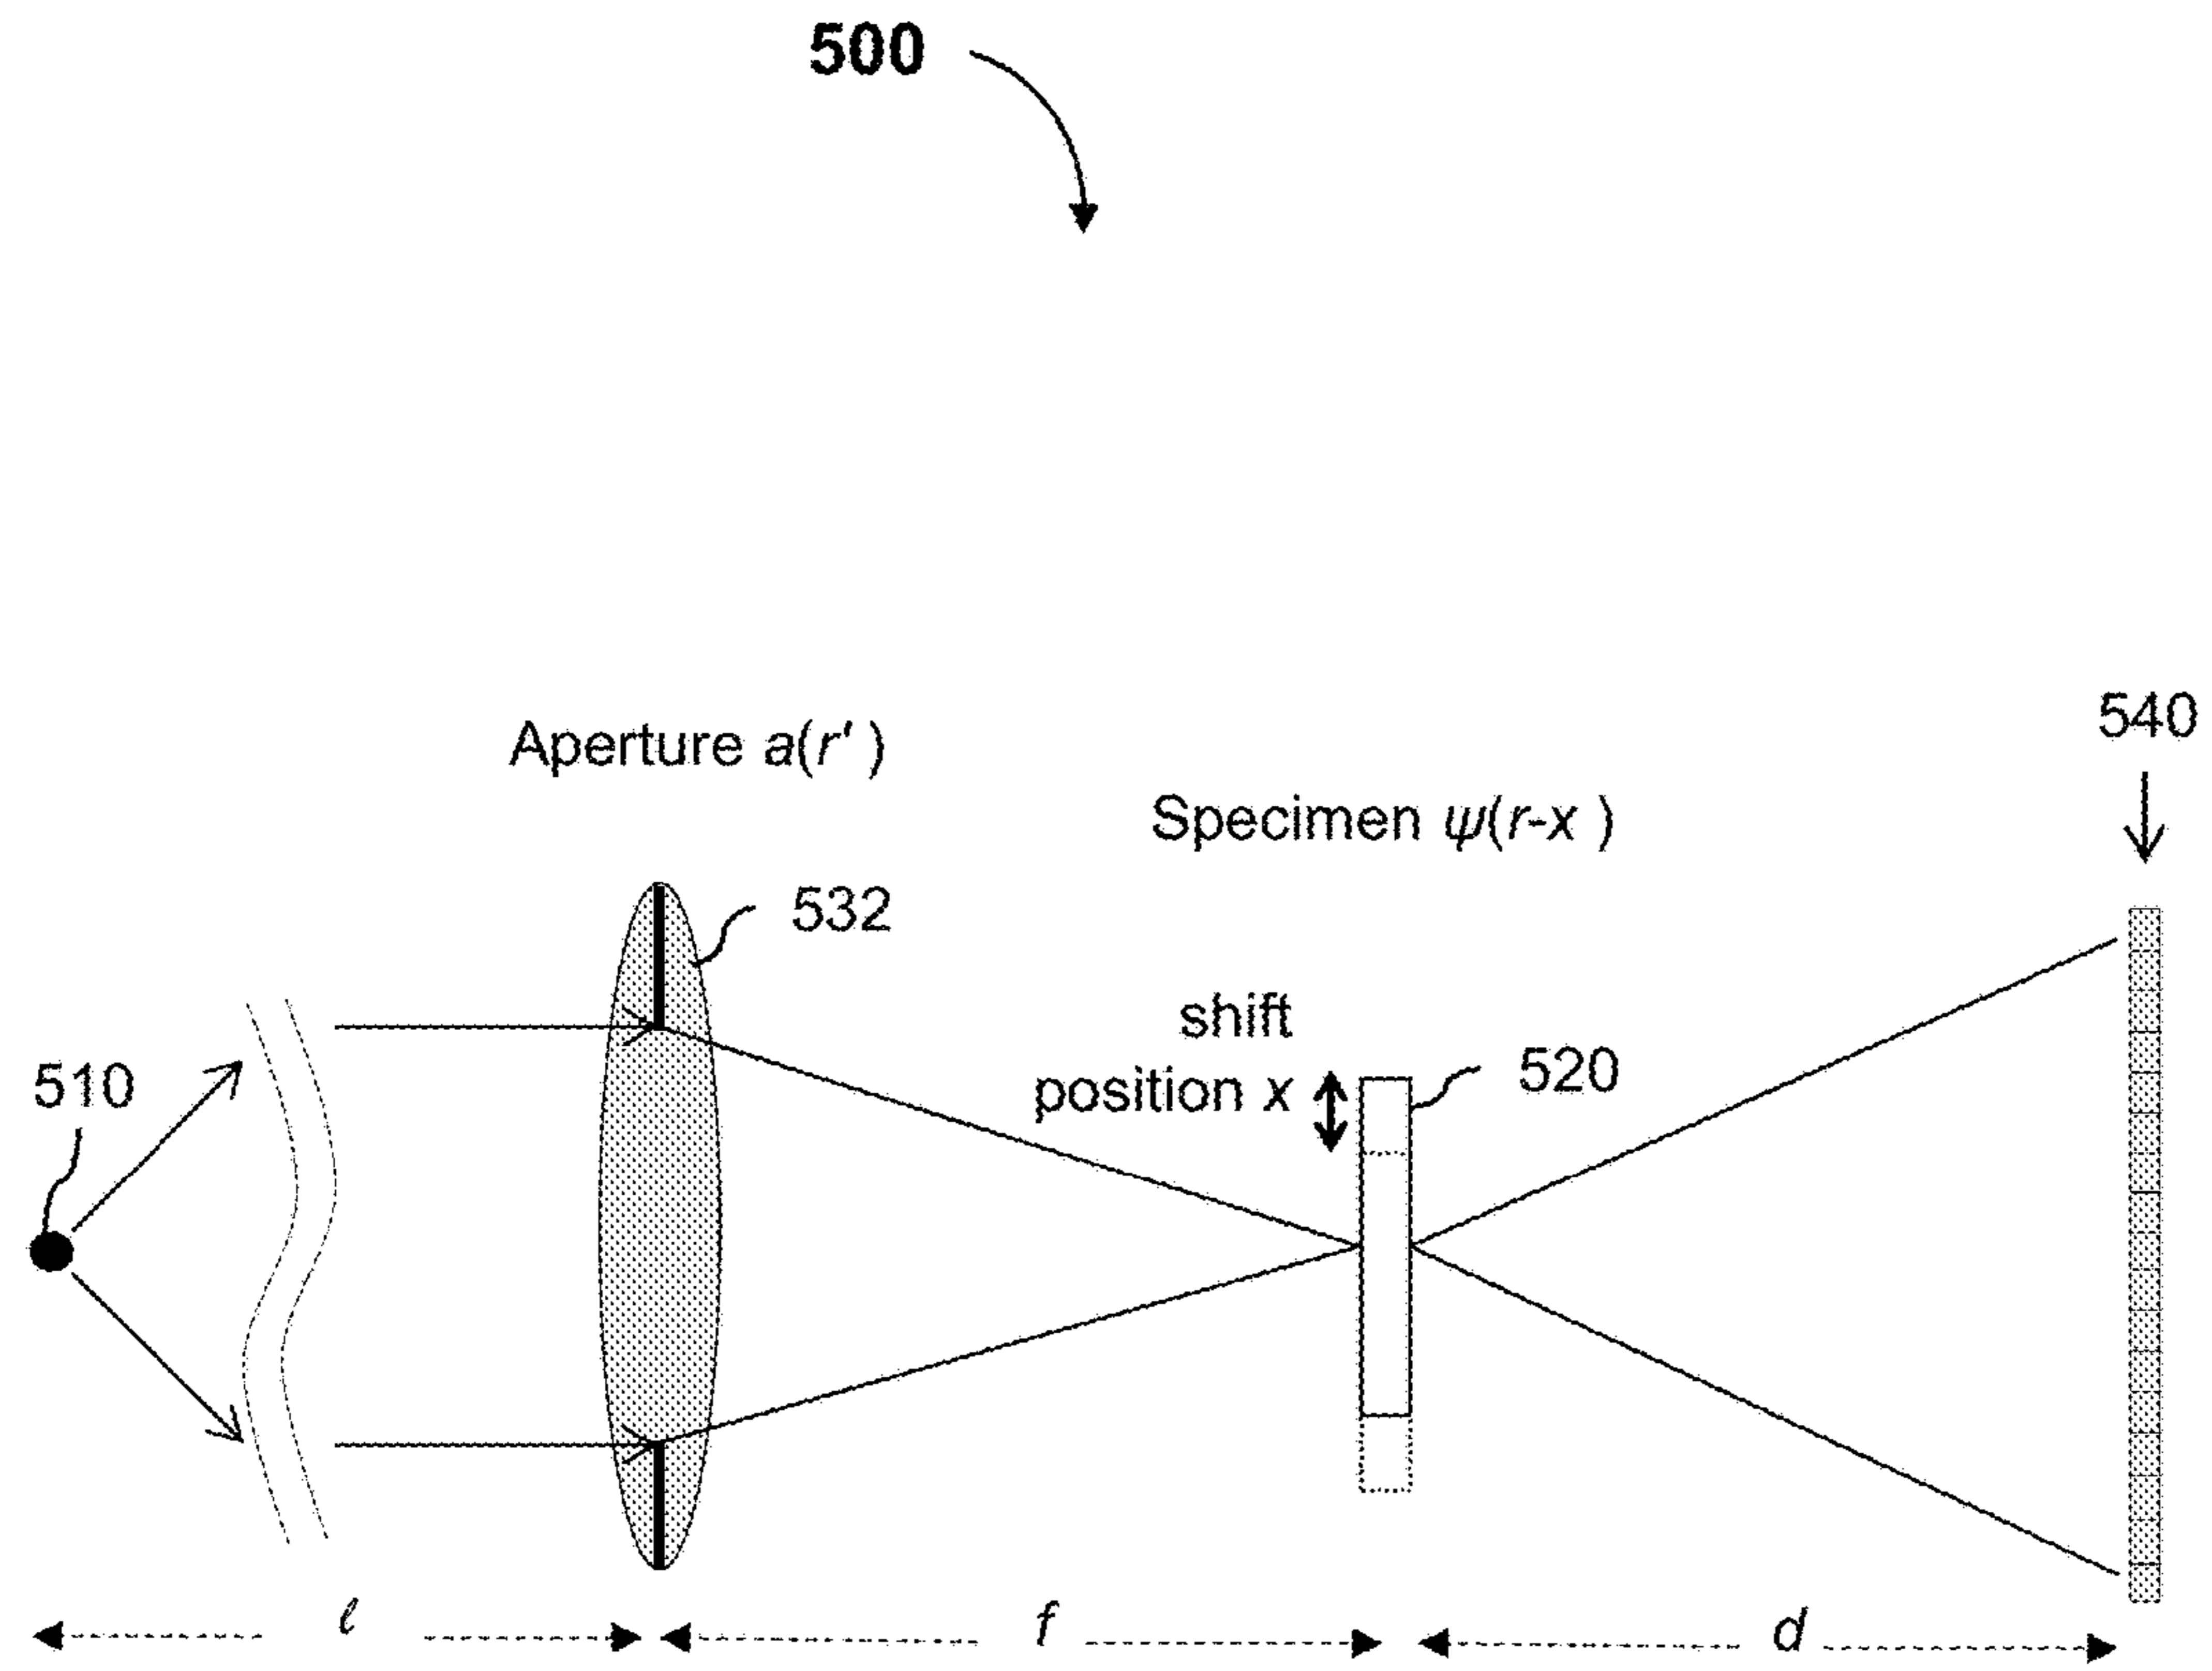 500
540
Aperture a(r' )
Specimen ψ(r-x )
532
shift
position x
520
510
ℓ
f
d